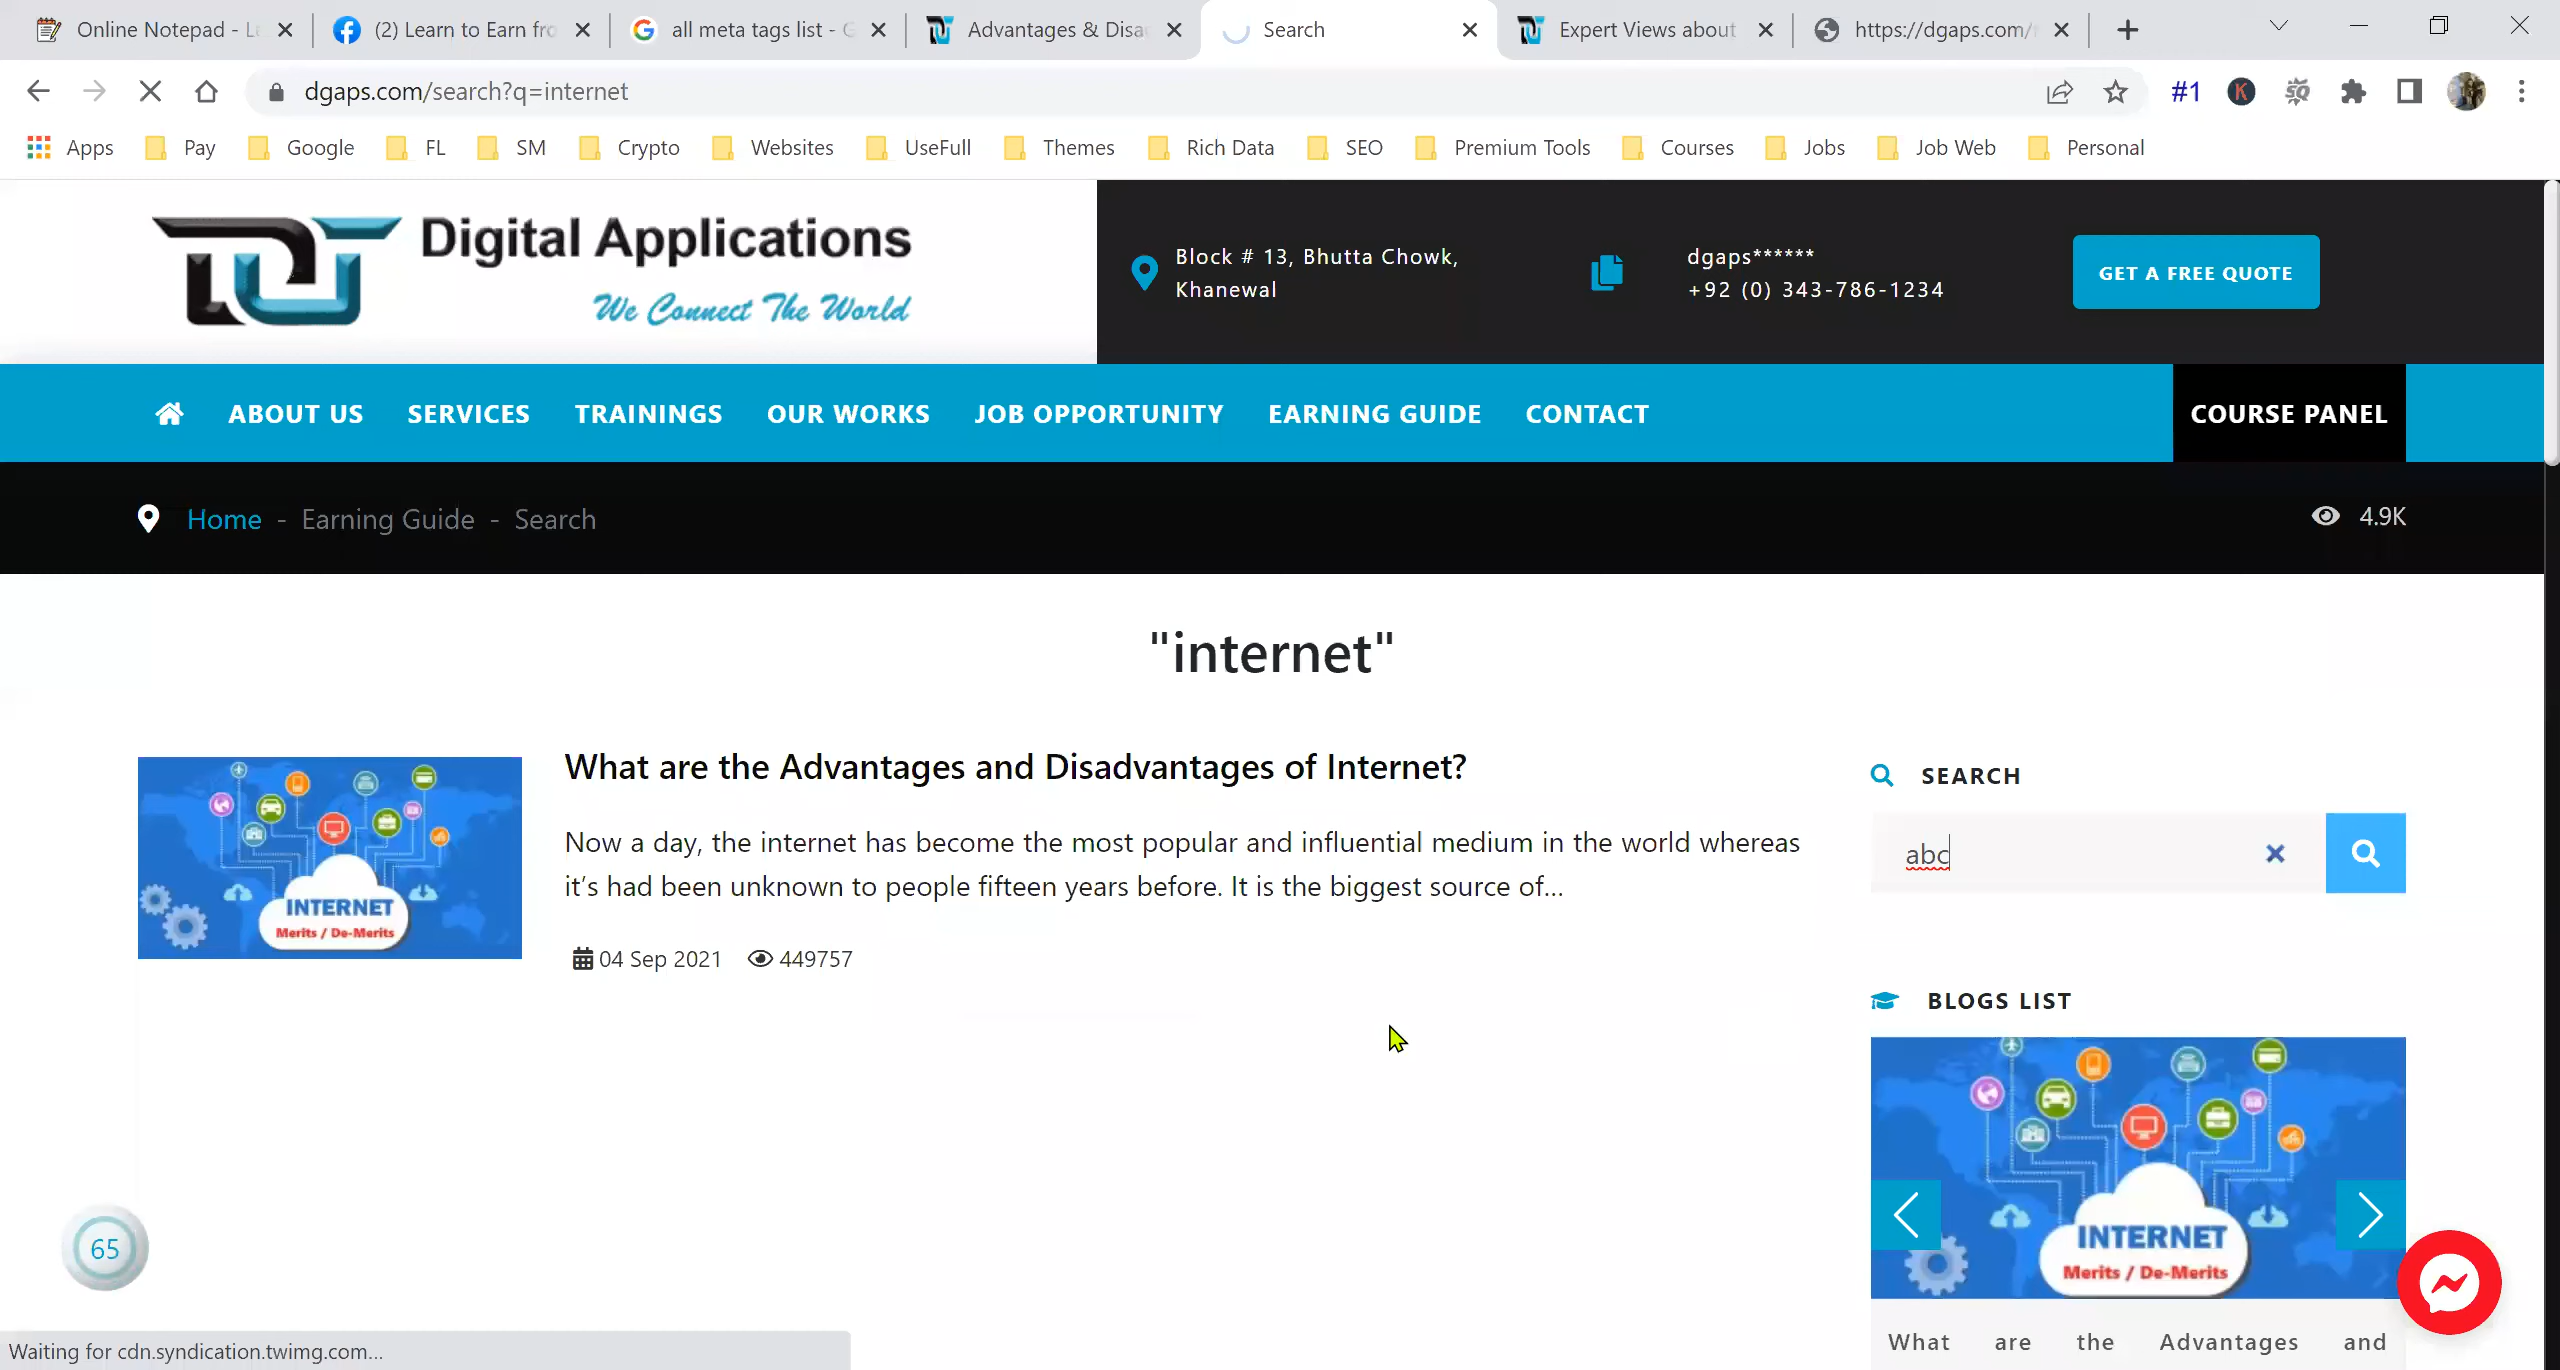 Online Notepad - L
(2) Learn to Earn fro
all meta tags list - G
Advantages & Disa
Search
Expert Views about
https://dgaps.com/
dgaps.com/search?q=internet
#1
K
SQ
Apps
Pay
Google
FL
SM
Crypto
Websites
UseFull
Themes
Rich Data
SEO
Premium Tools
Courses
Jobs
Job Web
Personal
Digital Applications
We Connect The World
Block # 13, Bhutta Chowk,
Khanewal
dgaps******
+92 (0) 343-786-1234
GET A FREE QUOTE
ABOUT US
SERVICES
TRAININGS
OUR WORKS
JOB OPPORTUNITY
EARNING GUIDE
CONTACT
COURSE PANEL
Home - Earning Guide - Search
4.9K
"internet"
INTERNET
Merits / De-Merits
What are the Advantages and Disadvantages of Internet?
Now a day, the internet has become the most popular and influential medium in the world whereas
it’s had been unknown to people fifteen years before. It is the biggest source of...
04 Sep 2021
449757
SEARCH
abc
BLOGS LIST
INTERNET
Merits / De-Merits
What are the Advantages and
65
Waiting for cdn.syndication.twimg.com...